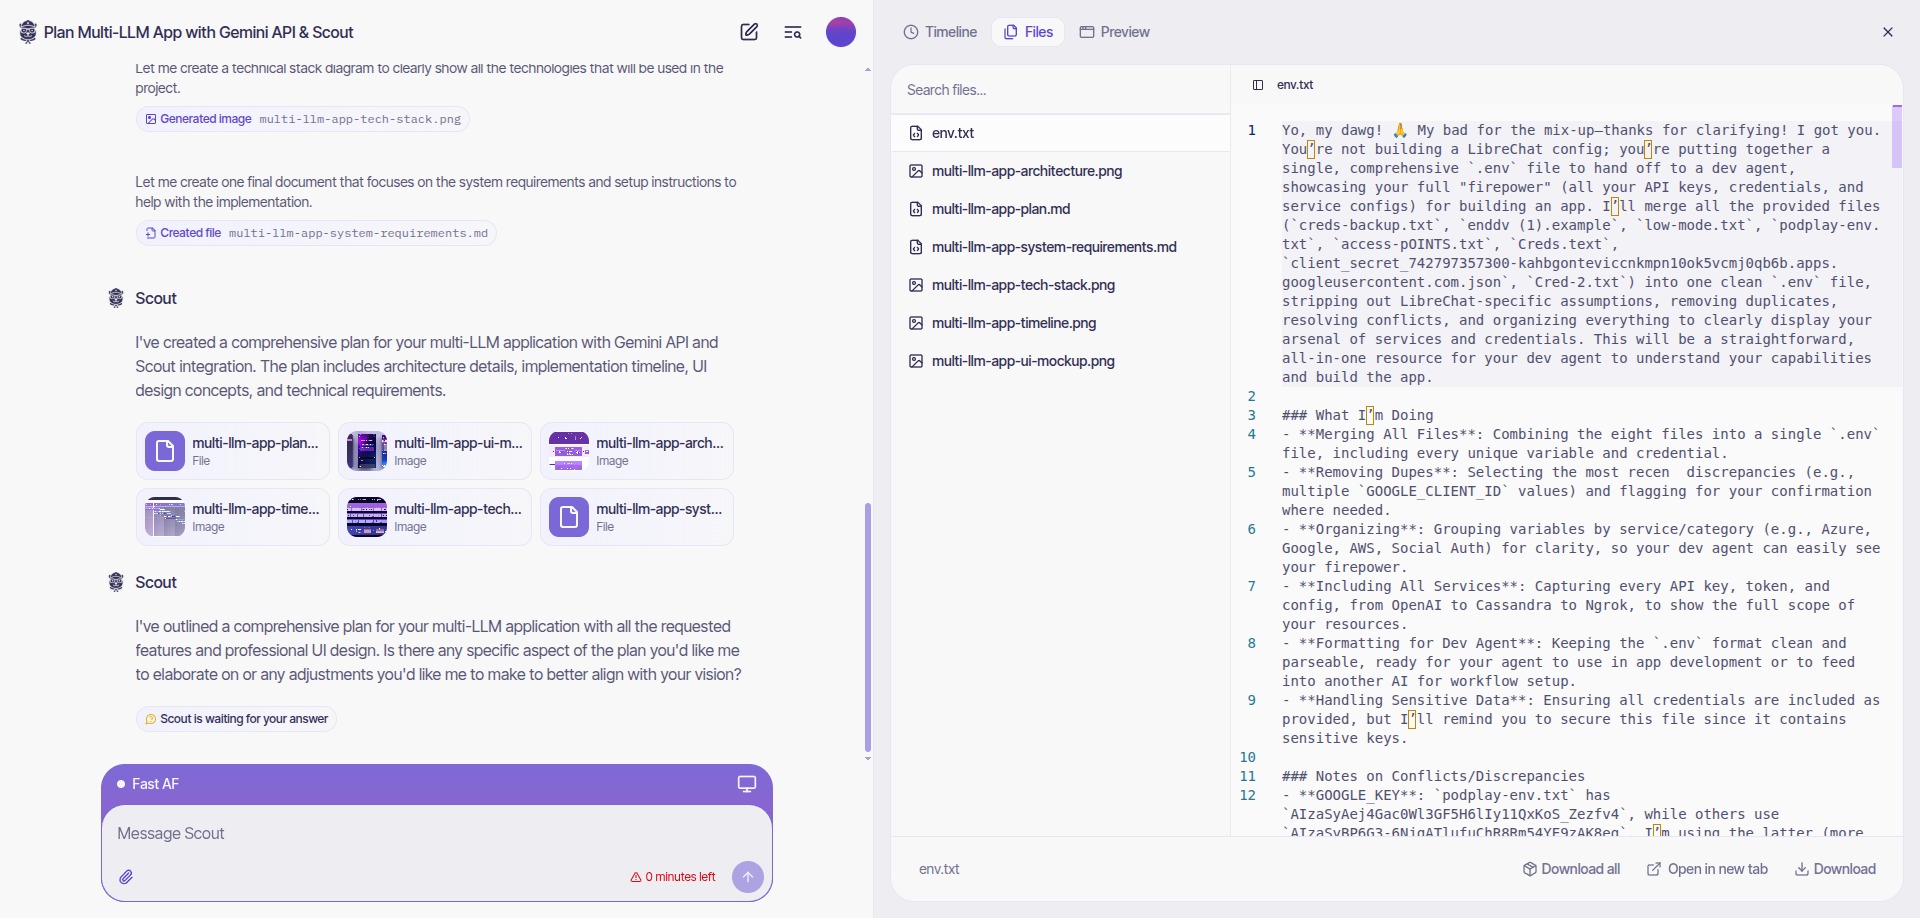 Plan Multi-LLM App with Gemini API & Scout
Let me create a technical stack diagram to clearly show all the technologies that will be used in the
project.
Generated image multi-llm-app-tech-stack.png
Let me create one final document that focuses on the system requirements and setup instructions to
help with the implementation.
Created file multi-llm-app-system-requirements.md
Scout
I've created a comprehensive plan for your multi-LLM application with Gemini API and
Scout integration. The plan includes architecture details, implementation timeline, UI
design concepts, and technical requirements.
multi-llm-app-plan...
File
multi-llm-app-ui-m...
Image
multi-llm-app-arch...
Image
multi-llm-app-time...
Image
multi-llm-app-tech...
Image
multi-llm-app-syst...
File
Scout
I've outlined a comprehensive plan for your multi-LLM application with all the requested
features and professional UI design. Is there any specific aspect of the plan you'd like me
to elaborate on or any adjustments you'd like me to make to better align with your vision?
Scout is waiting for your answer
Fast AF
Message Scout
0 minutes left
Timeline
Files
Preview
Search files...
env.txt
multi-llm-app-architecture.png
multi-llm-app-plan.md
multi-llm-app-system-requirements.md
multi-llm-app-tech-stack.png
multi-llm-app-timeline.png
multi-llm-app-ui-mockup.png
env.txt
1 Yo, my dawg! 🙏 My bad for the mix-up—thanks for clarifying! I got you.
You’re not building a LibreChat config; you’re putting together a
single, comprehensive `.env` file to hand off to a dev agent,
showcasing your full "firepower" (all your API keys, credentials, and
service configs) for building an app. I’ll merge all the provided files
(`creds-backup.txt`, `enddv (1).example`, `low-mode.txt`, `podplay-env.
txt`, `access-pOINTS.txt`, `Creds.text`,
`client_secret_742797357300-kahbgonteviccnkmpn10ok5vcmj0qb6b.apps.
googleusercontent.com.json`, `Cred-2.txt`) into one clean `.env` file,
stripping out LibreChat-specific assumptions, removing duplicates,
resolving conflicts, and organizing everything to clearly display your
arsenal of services and credentials. This will be a straightforward,
all-in-one resource for your dev agent to understand your capabilities
and build the app.
2
3 ### What I’m Doing
4 - **Merging All Files**: Combining the eight files into a single `.env`
file, including every unique variable and credential.
5 - **Removing Dupes**: Selecting the most recen  discrepancies (e.g.,
multiple `GOOGLE_CLIENT_ID` values) and flagging for your confirmation
where needed.
6 - **Organizing**: Grouping variables by service/category (e.g., Azure,
Google, AWS, Social Auth) for clarity, so your dev agent can easily see
your firepower.
7 - **Including All Services**: Capturing every API key, token, and
config, from OpenAI to Cassandra to Ngrok, to show the full scope of
your resources.
8 - **Formatting for Dev Agent**: Keeping the `.env` format clean and
parseable, ready for your agent to use in app development or to feed
into another AI for workflow setup.
9 - **Handling Sensitive Data**: Ensuring all credentials are included as
provided, but I’ll remind you to secure this file since it contains
sensitive keys.
10
11 ### Notes on Conflicts/Discrepancies
12 - **GOOGLE_KEY**: `podplay-env.txt` has
`AIzaSyAej4Gac0Wl3GF5H6lIy11QxKoS_Zezfv4`, while others use
I’m using the latter (more
env.txt
Download all
Open in new tab
Download